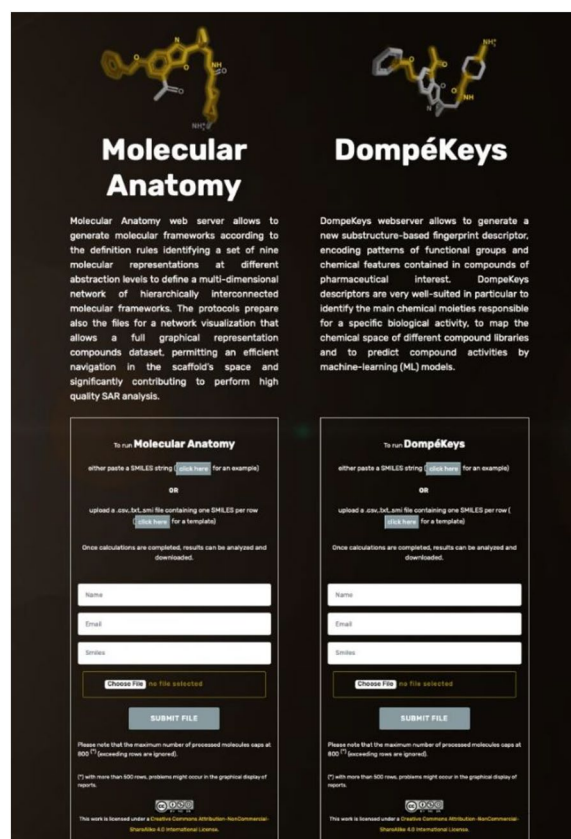 N
NH
O
O
O
NH₂⁺
Molecular
Anatomy
Molecular Anatomy web server allows to
generate molecular frameworks according to
the definition rules identifying a set of nine
molecular representations at different
abstraction levels to define a multi-dimensional
network of hierarchically interconnected
molecular frameworks. The protocols prepare
also the files for a network visualization that
allows a full graphical representation
compounds dataset, permitting an efficient
navigation in the scaffold's space and
significantly contributing to perform high
quality SAR analysis.
To run Molecular Anatomy
either paste a SMILES string ( click here for an example)
OR
upload a .csv,.txt,.smi file containing one SMILES per row
( click here for a template)
Once calculations are completed, results can be analyzed and
downloaded.
Name
Email
Smiles
Choose File no file selected
SUBMIT FILE
Please note that the maximum number of processed molecules caps at
800 (*) (exceeding rows are ignored).
(*) with more than 500 rows, problems might occur in the graphical display of
reports.
This work is licensed under a Creative Commons Attribution-NonCommercial-
ShareAlike 4.0 International License.
NH
O
NH
N
DompéKeys
DompeKeys webserver allows to generate a
new substructure-based fingerprint descriptor,
encoding patterns of functional groups and
chemical features contained in compounds of
pharmaceutical interest. DompeKeys
descriptors are very well-suited in particular to
identify the main chemical moieties responsible
for a specific biological activity, to map the
chemical space of different compound libraries
and to predict compound activities by
machine-learning (ML) models.
To run DompéKeys
either paste a SMILES string ( click here for an example)
OR
upload a .csv,.txt,.smi file containing one SMILES per row (
click here for a template)
Once calculations are completed, results can be analyzed and
downloaded.
Name
Email
Smiles
Choose File no file selected
SUBMIT FILE
Please note that the maximum number of processed molecules caps at
800 (*) (exceeding rows are ignored).
(*) with more than 500 rows, problems might occur in the graphical display of
reports.
This work is licensed under a Creative Commons Attribution-NonCommercial-
ShareAlike 4.0 International License.